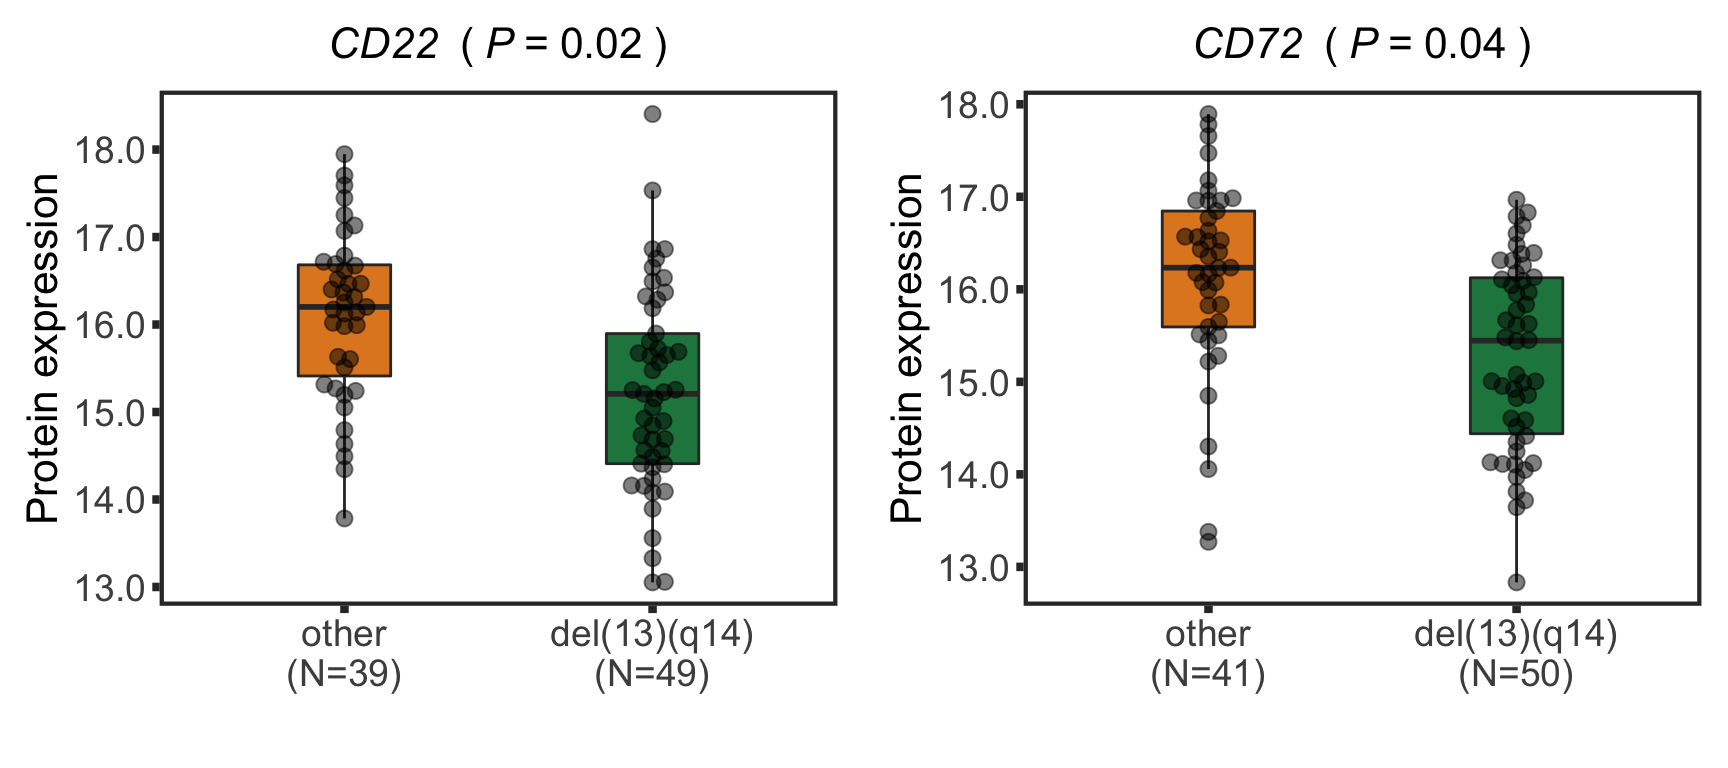 CD22 ( P = 0.02 )
Protein expression
18.0
17.0
16.0
15.0
14.0
13.0
other
(N=39)
del(13)(q14)
(N=49)
CD72 ( P = 0.04 )
Protein expression
18.0
17.0
16.0
15.0
14.0
13.0
other
(N=41)
del(13)(q14)
(N=50)